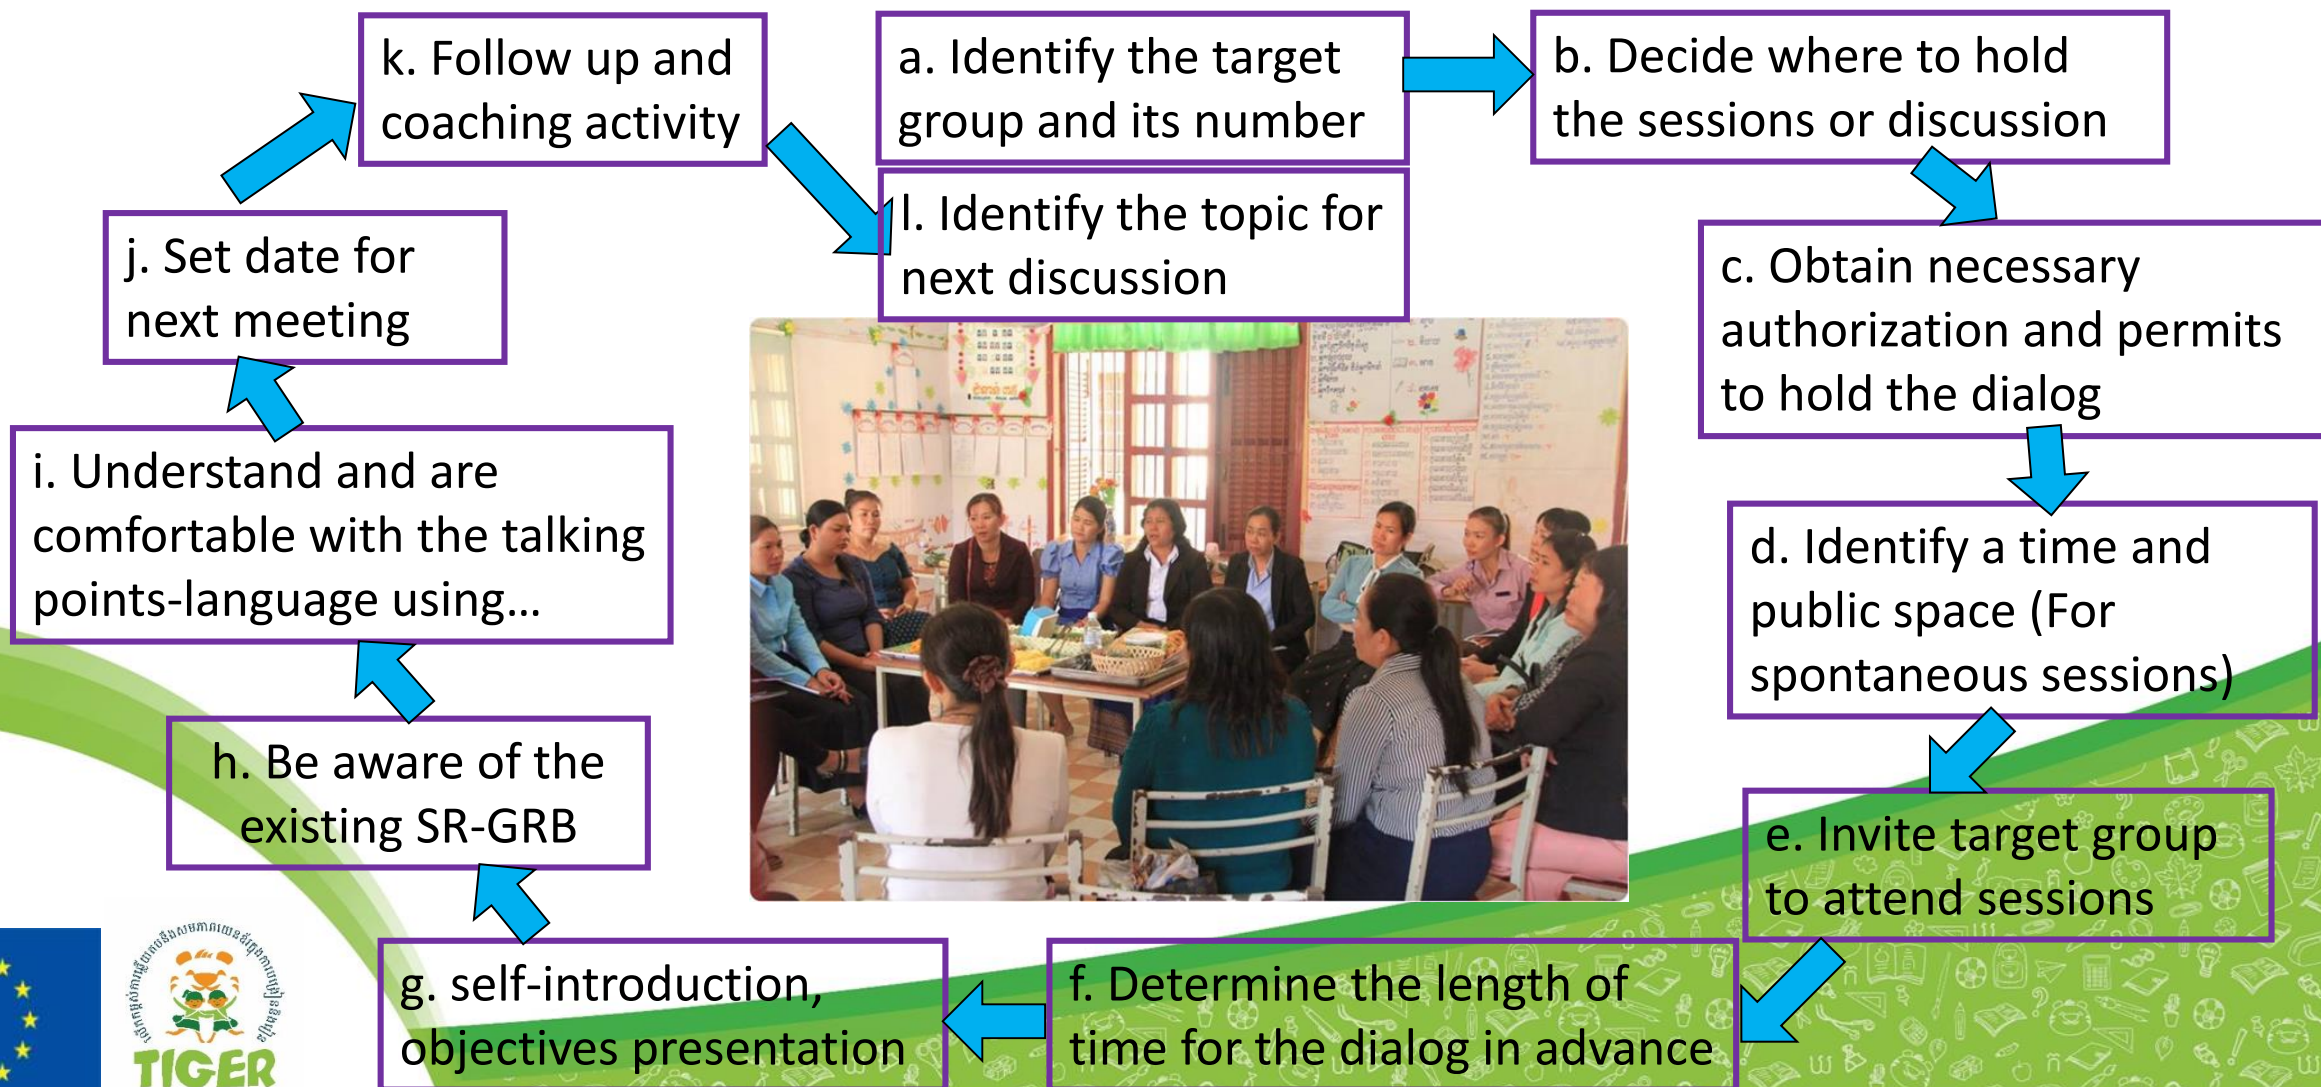 a. Identify the target
group and its number
b. Decide where to hold
the sessions or discussion
c. Obtain necessary
authorization and permits
to hold the dialog
d. Identify a time and
public space (For
spontaneous sessions)
e. Invite target group
to attend sessions
f. Determine the length of
time for the dialog in advance
g. self-introduction,
objectives presentation
h. Be aware of the
existing SR-GRB
i. Understand and are
comfortable with the talking
points-language using...
j. Set date for
next meeting
k. Follow up and
coaching activity
l. Identify the topic for
next discussion
TIGER